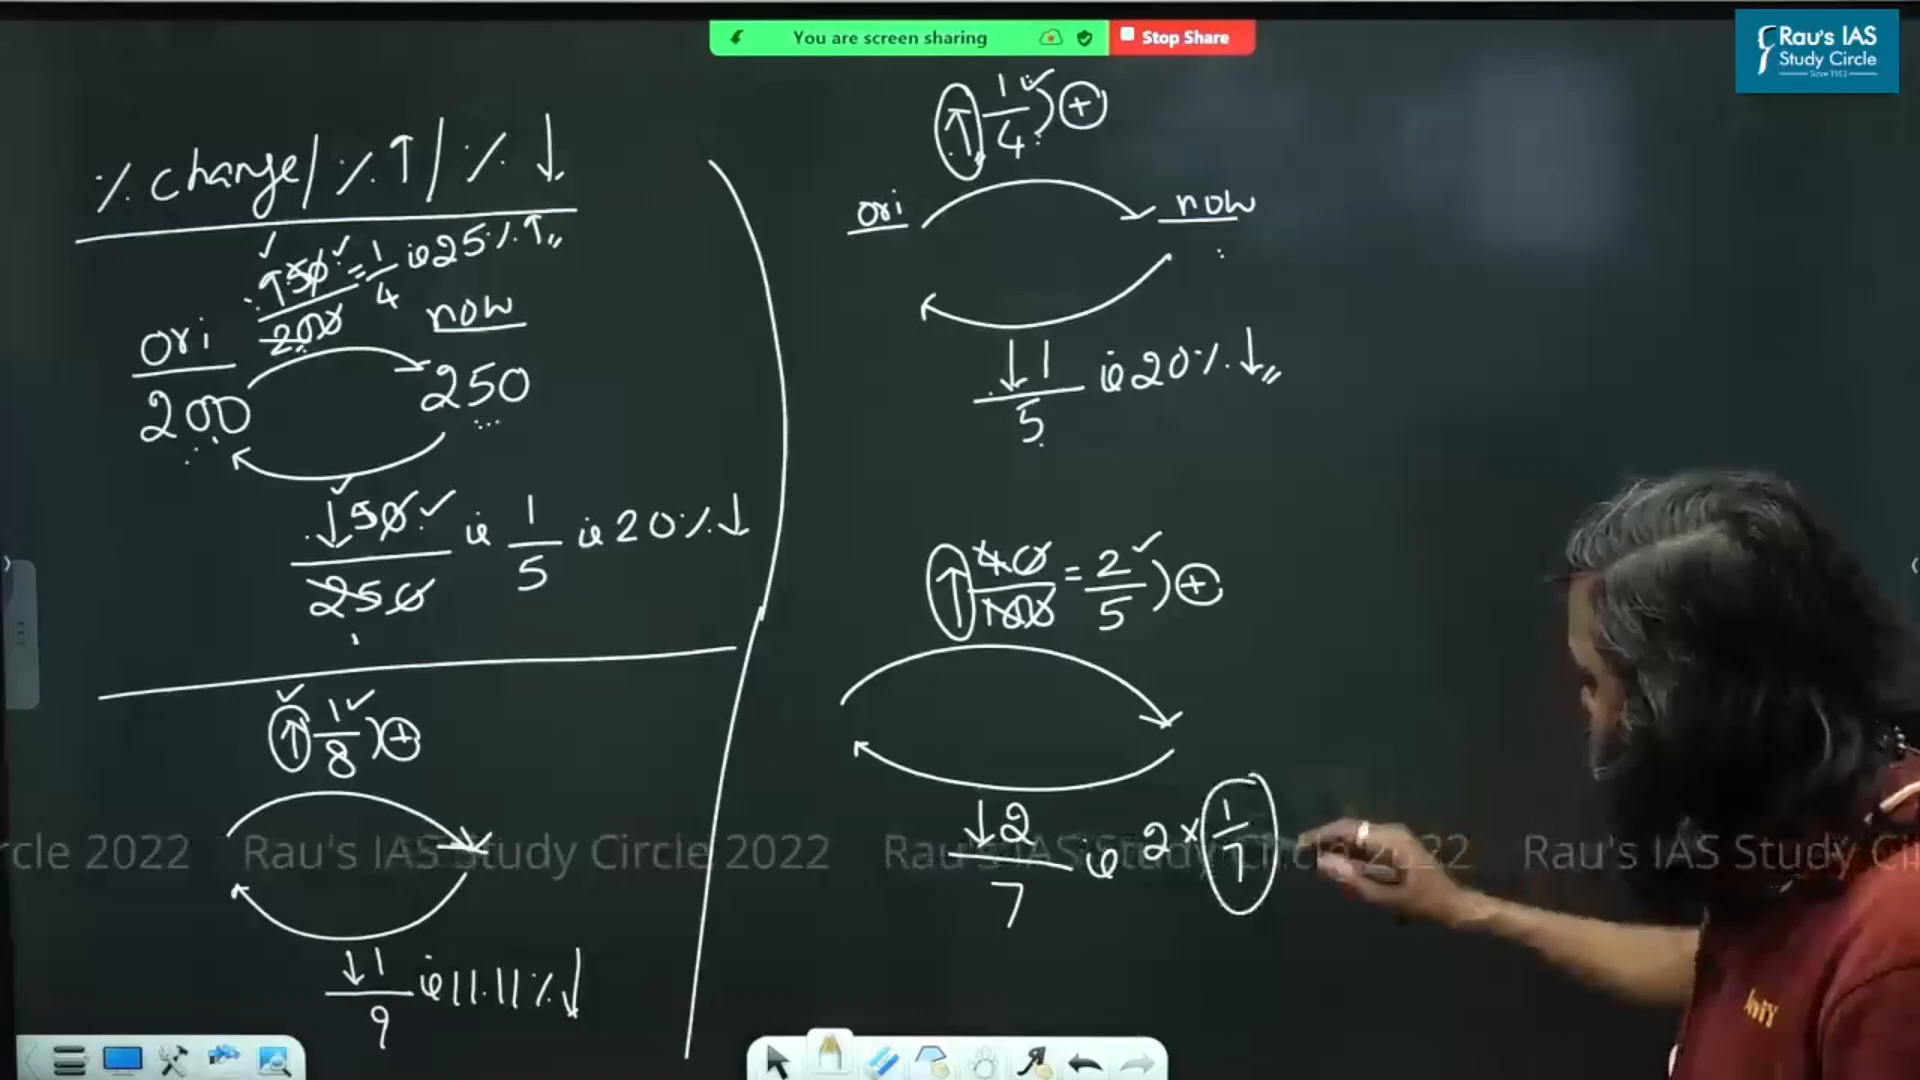 You are screen sharing
Stop Share
Rau's IAS
Study Circle
Since 1953
% change/ %↑/ % ↓
↑50/200 = 1/4 ie 25% ↑
ori now
200 250
↓50/250 ie 1/5 ie 20% ↓
↑ 1/8 ) +
↓1/9 ie 11.11% ↓
↑ 1/4 ) +
ori now
↓1/5 ie 20% ↓
↑ 40/100 = 2/5 ) +
↓2/7 ie 2 × 1/7
rcle 2022 Rau's IAS Study Circle 2022 Rau's IAS Study Circle 2022 Rau's IAS Study Ci